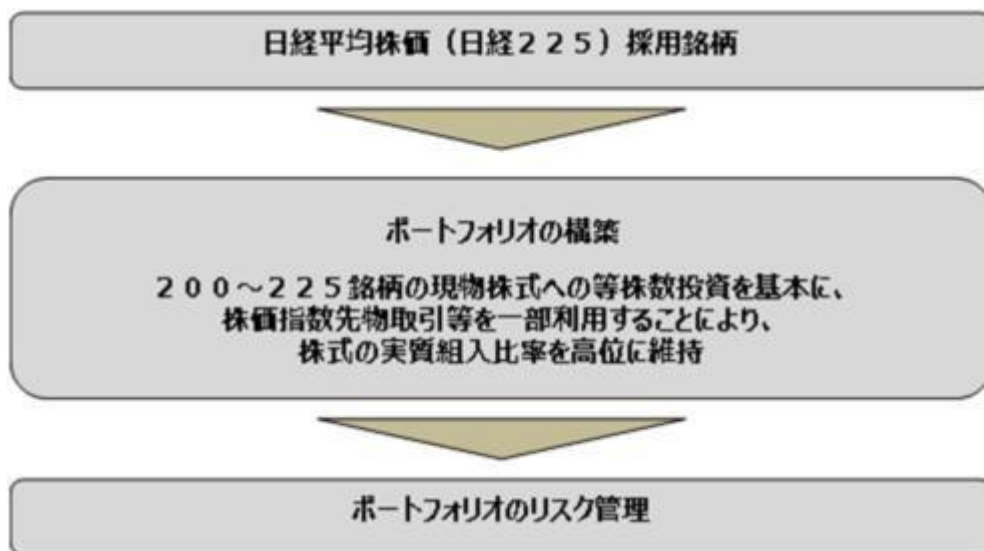 日経平均株価（日経２２５）採用銘柄
ポートフォリオの構築
２００～２２５銘柄の現物株式への等株数投資を基本に、
株価指数先物取引等を一部利用することにより、
株式の実質組入比率を高位に維持
ポートフォリオのリスク管理